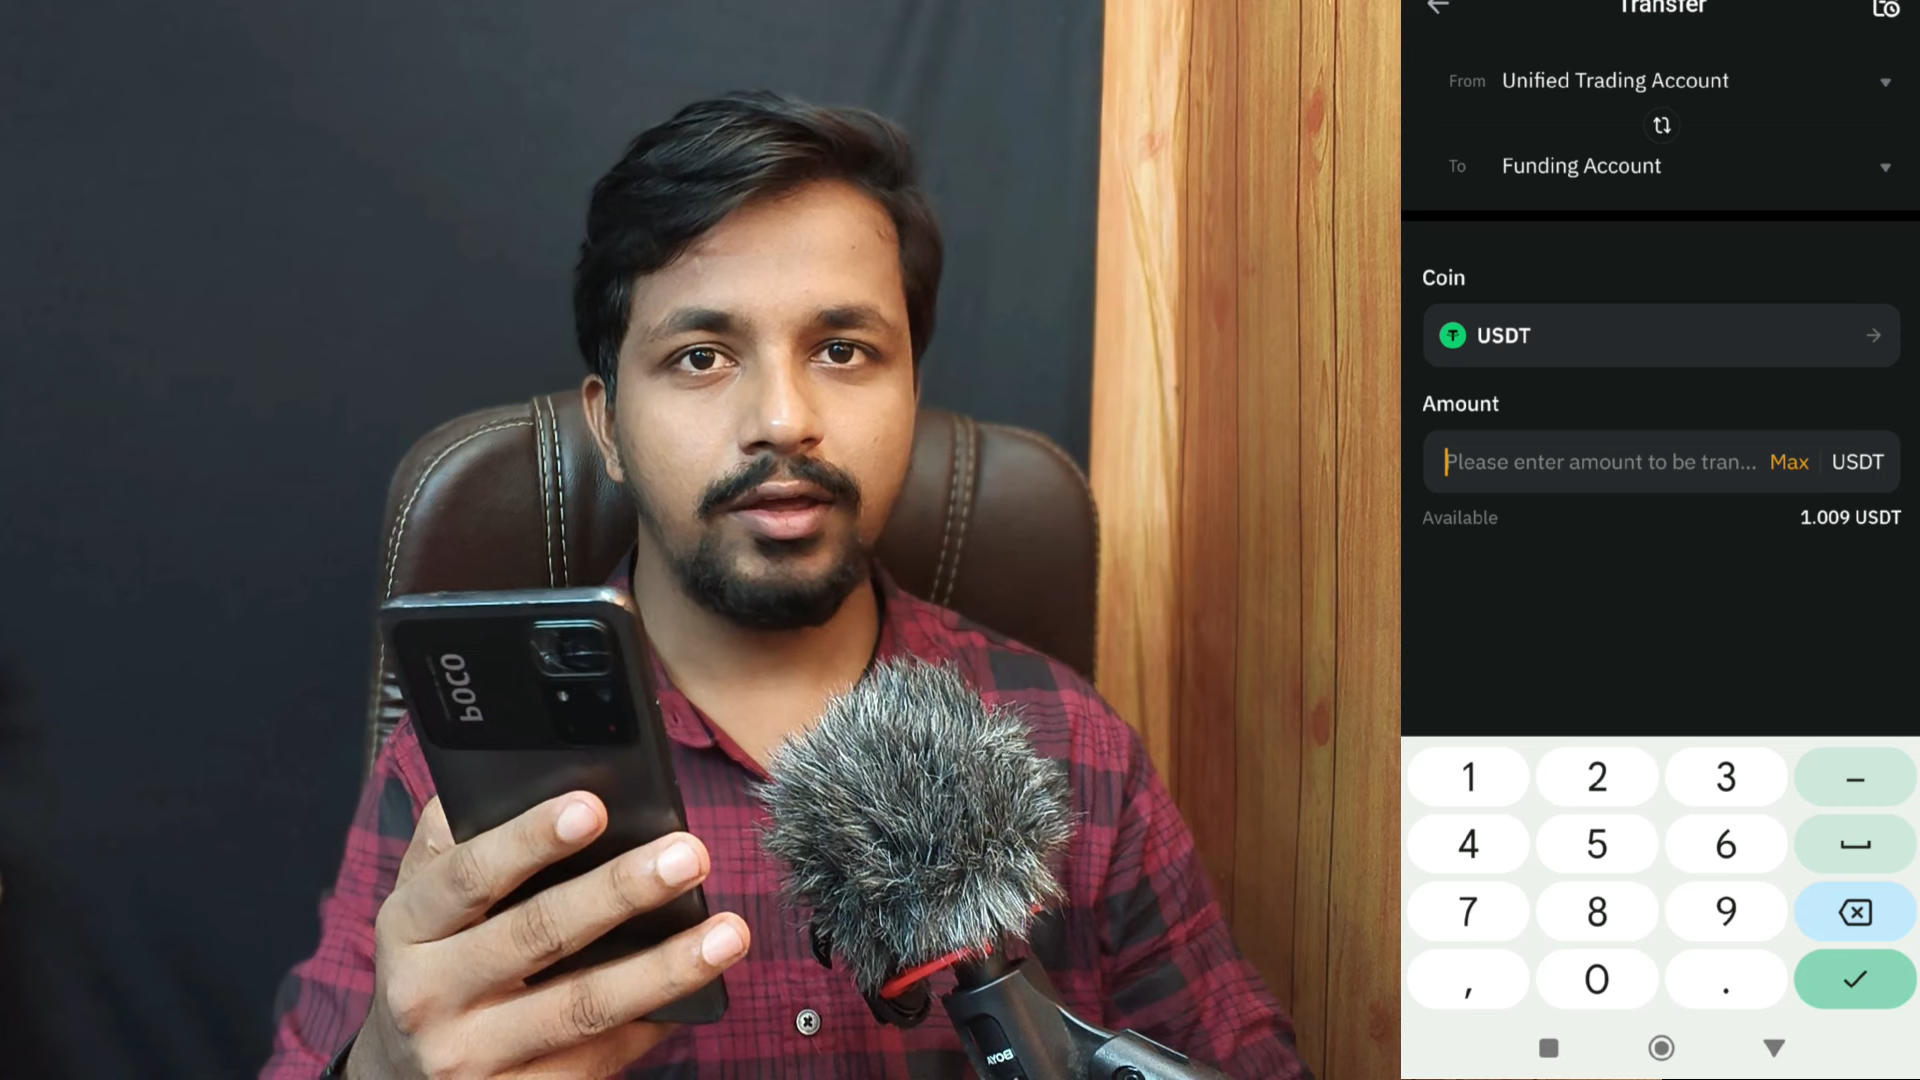 Transfer
From Unified Trading Account
To Funding Account
Coin
USDT
Amount
Please enter amount to be tran... Max USDT
Available 1.009 USDT
1 2 3 –
4 5 6
7 8 9
, 0 .
POCO
BOYA